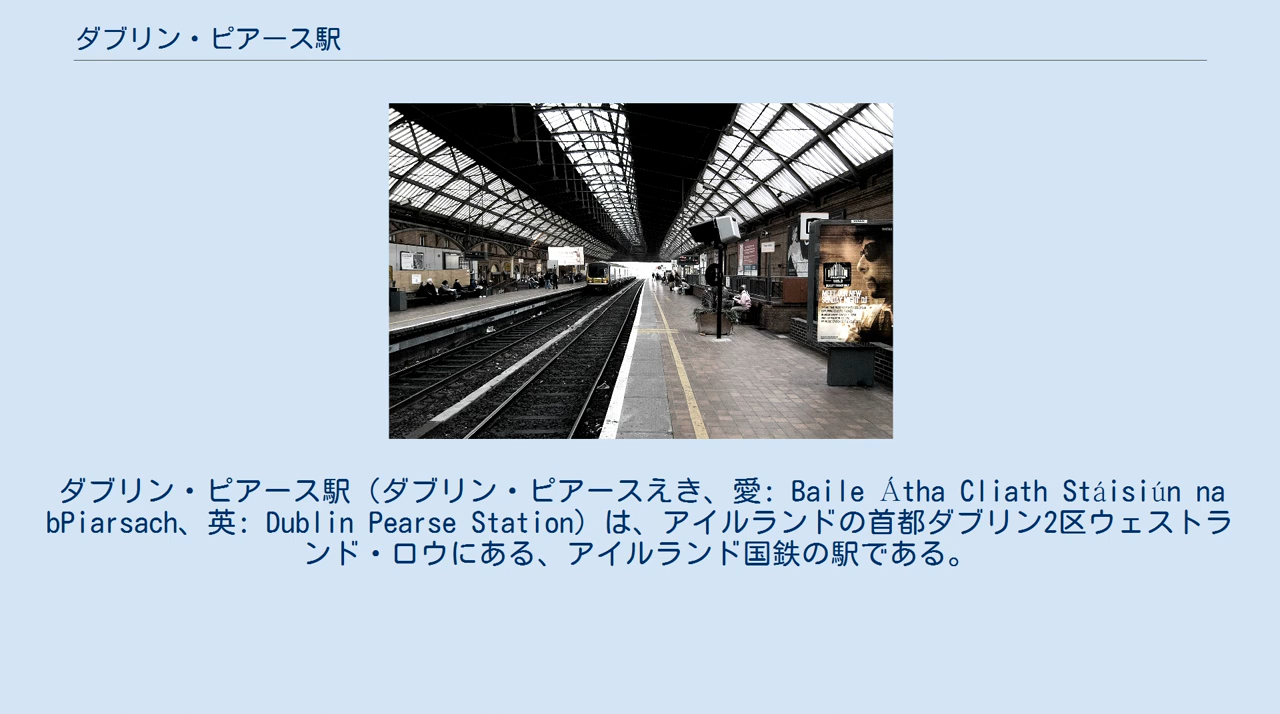 ダブリン・ピアース駅
ダブリン・ピアース駅（ダブリン・ピアースえき、愛: Baile Átha Cliath Stáisiún na
bPiarsach、英: Dublin Pearse Station）は、アイルランドの首都ダブリン2区ウェストラ
ンド・ロウにある、アイルランド国鉄の駅である。